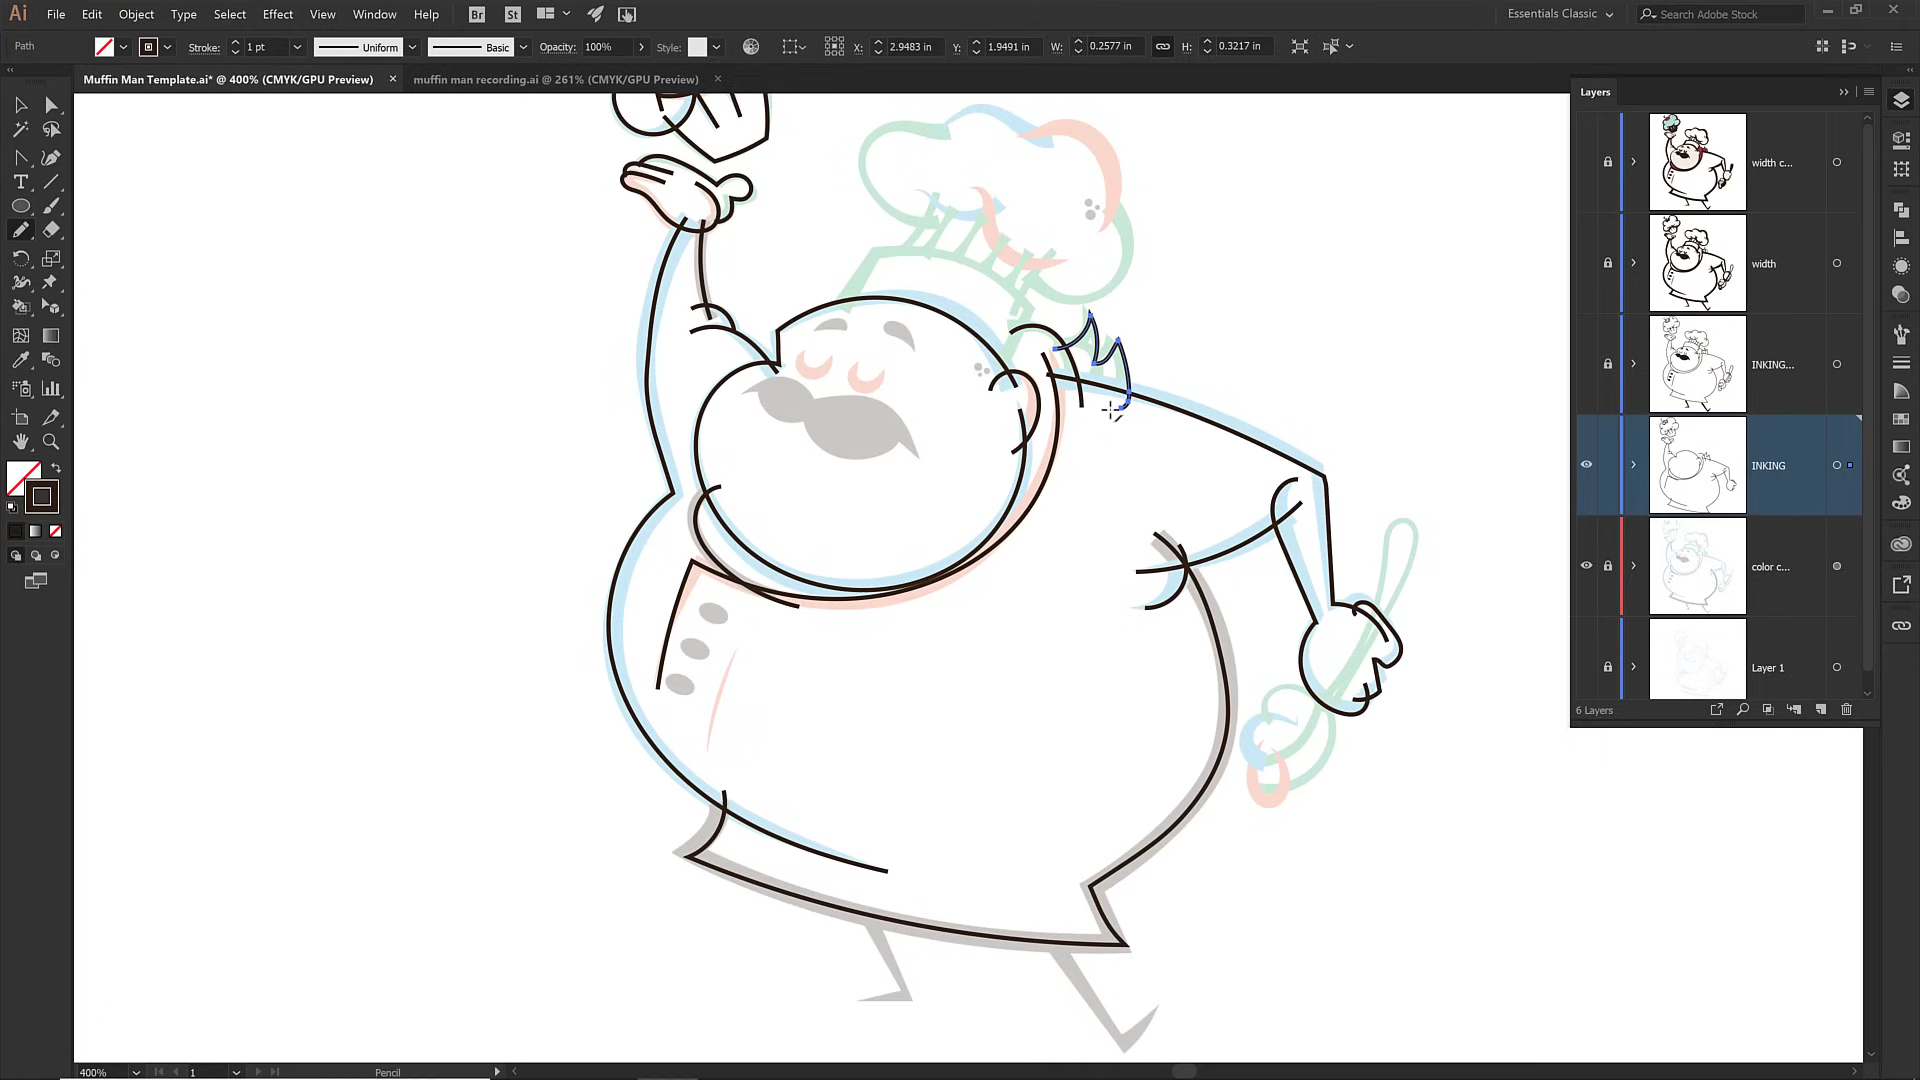 Ai File Edit Object Type Select Effect View Window Help Br St Essentials Classic Search Adobe Stock
Path Stroke: 1 pt Uniform Basic Opacity: 100% Style: X: 2.9483 in Y: 1.9491 in W: 0.2577 in H: 0.3217 in
Muffin Man Template.ai* @ 400% (CMYK/GPU Preview) × muffin man recording.ai @ 261% (CMYK/GPU Preview) ×
Layers
width c...
width
INKING...
INKING
color c...
Layer 1
6 Layers
400% 1 Pencil